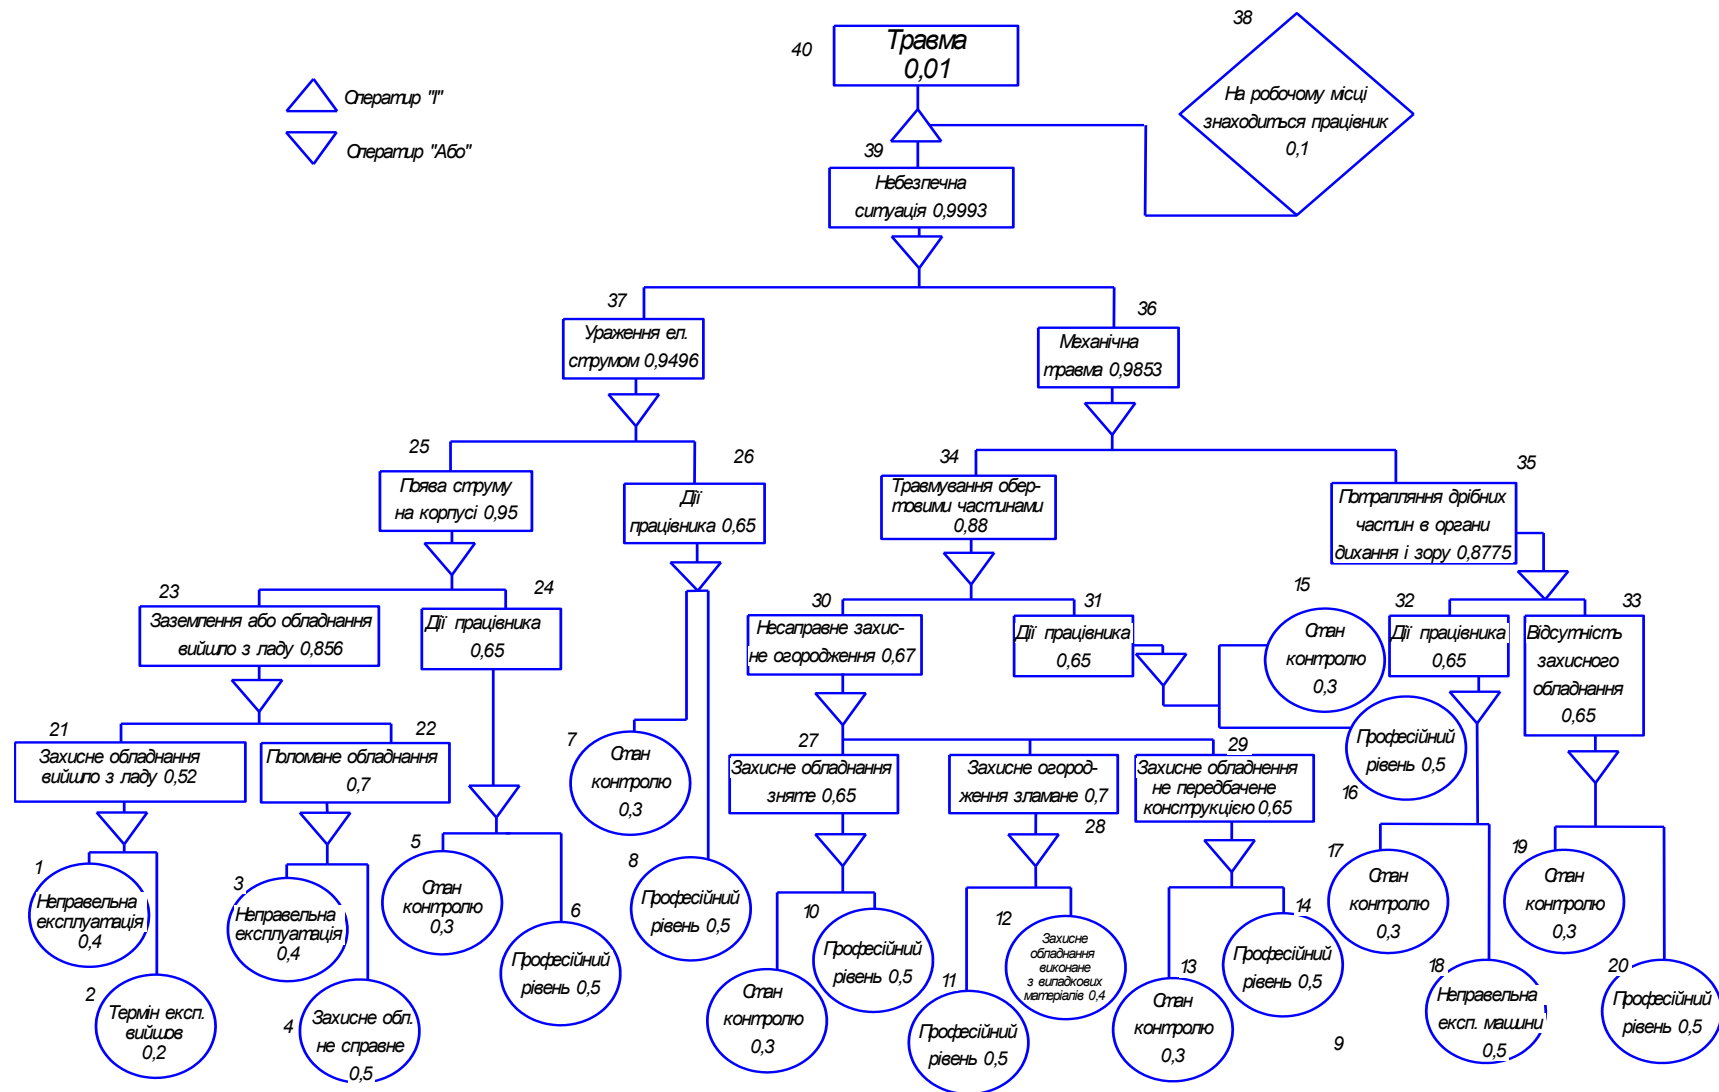 38
40
Травма
0,01
Оператир "І"
Оператир "Або"
На робочому місці
знаходиться працівник
0,1
39
Небезпечна
ситуація 0,9993
37
Ураження ел.
струмом 0,9496
36
Механічна
травма 0,9853
25
Поява струму
на корпусі 0,95
26
Дії
працівника 0,65
34
Травмування обер-
товими частинами
0,88
35
Потрапляння дрібних
частин в органи
дихання і зору 0,8775
23
Заземлення або обладнання
вийшло з ладу 0,856
24
Дії працівника
0,65
30
Несаправне захис-
не огородження 0,67
31
Дії працівника
0,65
15
Стан
контролю
0,3
32
Дії працівника
0,65
33
Відсутність
захисного
обладнання
0,65
21
Захисне обладнання
вийшло з ладу 0,52
22
Поломане обладнання
0,7
7
Стан
контролю
0,3
27
Захисне обладнання
зняте 0,65
Захисне огород-
ження зламане 0,7
28
29
Захисне обладнення
не передбачене
конструкцією 0,65
Професійний
рівень 0,5
16
1
Неправельна
експлуатація
0,4
3
Неправельна
експлуатація
0,4
5
Стан
контролю
0,3
6
Професійний
рівень 0,5
8
Професійний
рівень 0,5
10
Професійний
рівень 0,5
12
Захисне
обладнання
виконане
з випадкових
матеріалів 0,4
14
Професійний
рівень 0,5
17
Стан
контролю
0,3
19
Стан
контролю
0,3
2
Термін експ.
вийшов
0,2
4
Захисне обл.
не справне
0,5
Стан
контролю
0,3
11
Професійний
рівень 0,5
13
Стан
контролю
0,3
9
18
Неправельна
експ. машини
0,5
20
Професійний
рівень 0,5